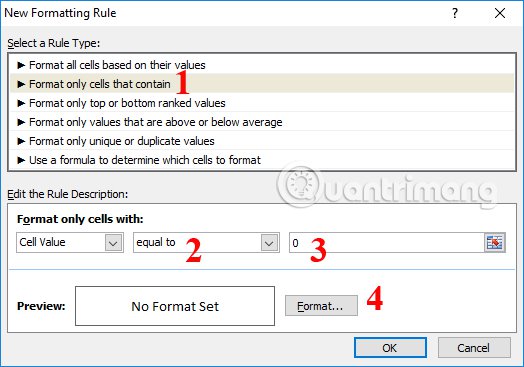 New Formatting Rule
Select a Rule Type:
► Format all cells based on their values
► Format only cells that contain 1
► Format only top or bottom ranked values
► Format only values that are above or below average
► Format only unique or duplicate values
► Use a formula to determine which cells to format
Quantrimang
Edit the Rule Description:
Format only cells with:
Cell Value equal to 2 0 3
Preview: No Format Set Format... 4
OK Cancel